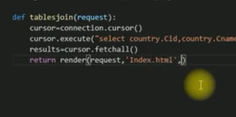 def tablesjoin(request):
cursor=connection.cursor()
cursor.execute("select country.Cid,country.Cname
results=cursor.fetchall()
return render(request,'Index.html',)